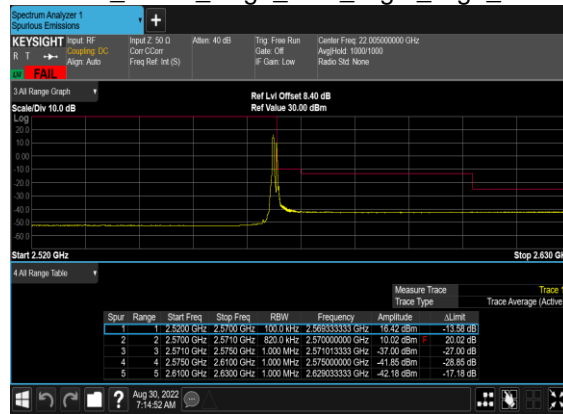 Spectrum Analyzer 1
Spurious Emissions
+
KEYSIGHT
R T
LW FAIL
Input: RF
Coupling: DC
Align: Auto
Input Z: 50 Ω
Corr CCorr
Freq Ref: Int (S)
Atten: 40 dB
Trig: Free Run
Gate: Off
IF Gain: Low
Center Freq: 22.005000000 GHz
Avg|Hold: 1000/1000
Radio Std: None
3 All Range Graph
Scale/Div 10.0 dB
Ref Lvl Offset 8.40 dB
Ref Value 30.00 dBm
Log
20.0
10.0
0.00
-10.0
-20.0
-30.0
-40.0
-50.0
-60.0
Start 2.520 GHz
Stop 2.630 GH
4 All Range Table
Measure Trace Trace 1
Trace Type Trace Average (Active
Spur Range Start Freq Stop Freq RBW Frequency Amplitude ΔLimit
1 1 2.5200 GHz 2.5700 GHz 100.0 kHz 2.569333333 GHz 16.42 dBm -13.58 dB
2 2 2.5700 GHz 2.5710 GHz 820.0 kHz 2.570000000 GHz 10.02 dBm F 20.02 dB
3 3 2.5710 GHz 2.5750 GHz 1.000 MHz 2.571013333 GHz -37.00 dBm -27.00 dB
4 4 2.5750 GHz 2.6100 GHz 1.000 MHz 2.575000000 GHz -41.85 dBm -28.85 dB
5 5 2.6100 GHz 2.6300 GHz 1.000 MHz 2.629033333 GHz -42.18 dBm -17.18 dB
?
Aug 30, 2022
7:14:52 AM